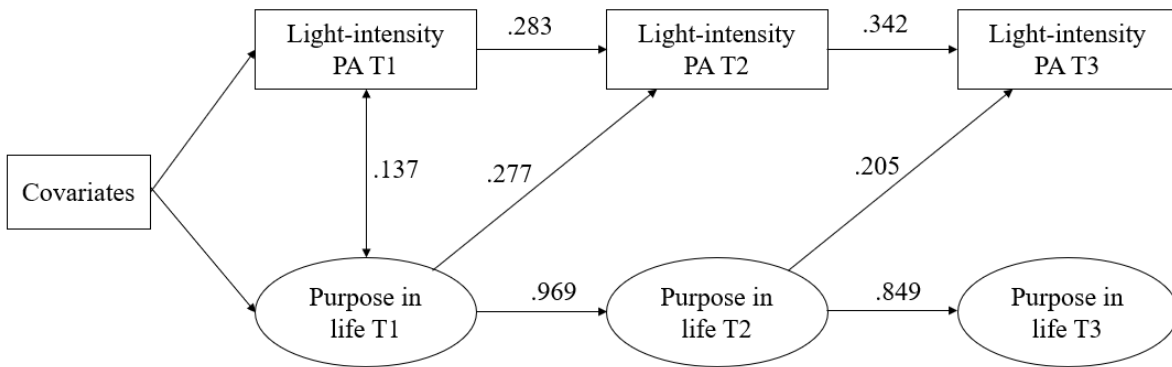 Light-intensity
PA T1
.283
Light-intensity
PA T2
.342
Light-intensity
PA T3
Covariates
.137
.277
.205
Purpose in
life T1
.969
Purpose in
life T2
.849
Purpose in
life T3